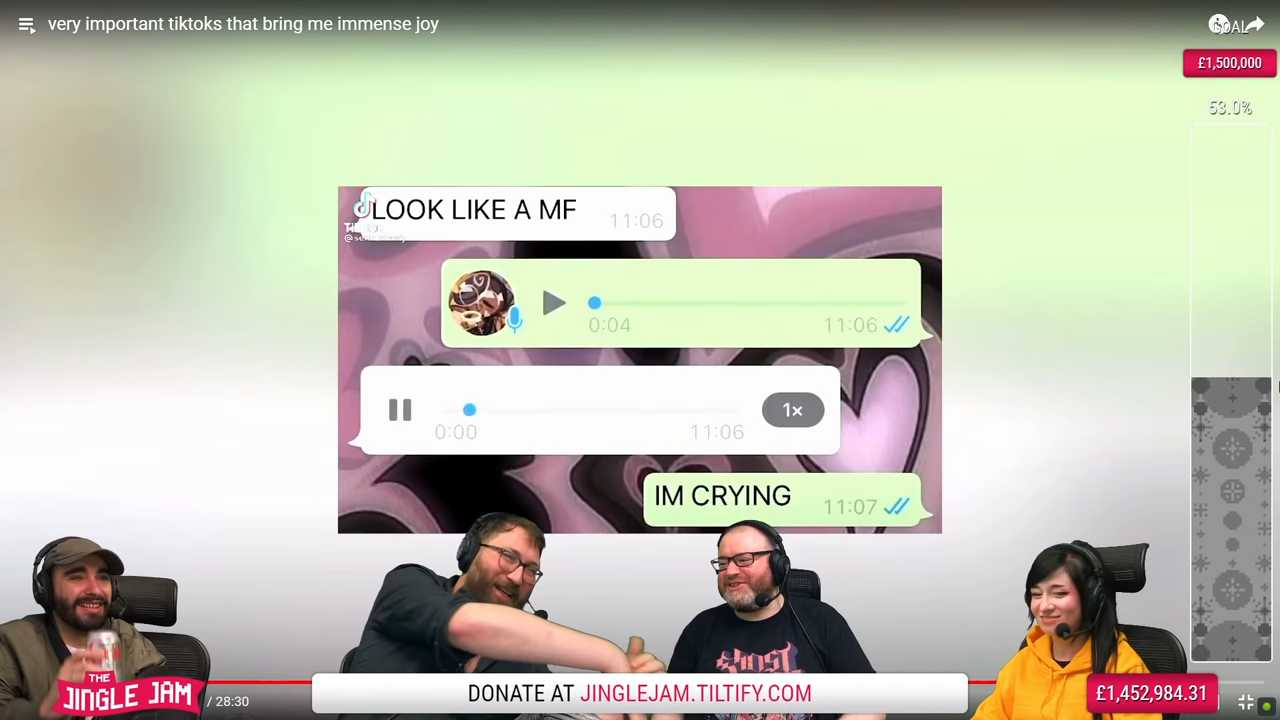 very important tiktoks that bring me immense joy
GOAL
£1,500,000
53.0%
LOOK LIKE A MF
11:06
0:04
11:06
1x
0:00
11:06
IM CRYING
11:07
THE
JINGLE JAM
/ 28:30
DONATE AT JINGLEJAM.TILTIFY.COM
£1,452,984.31